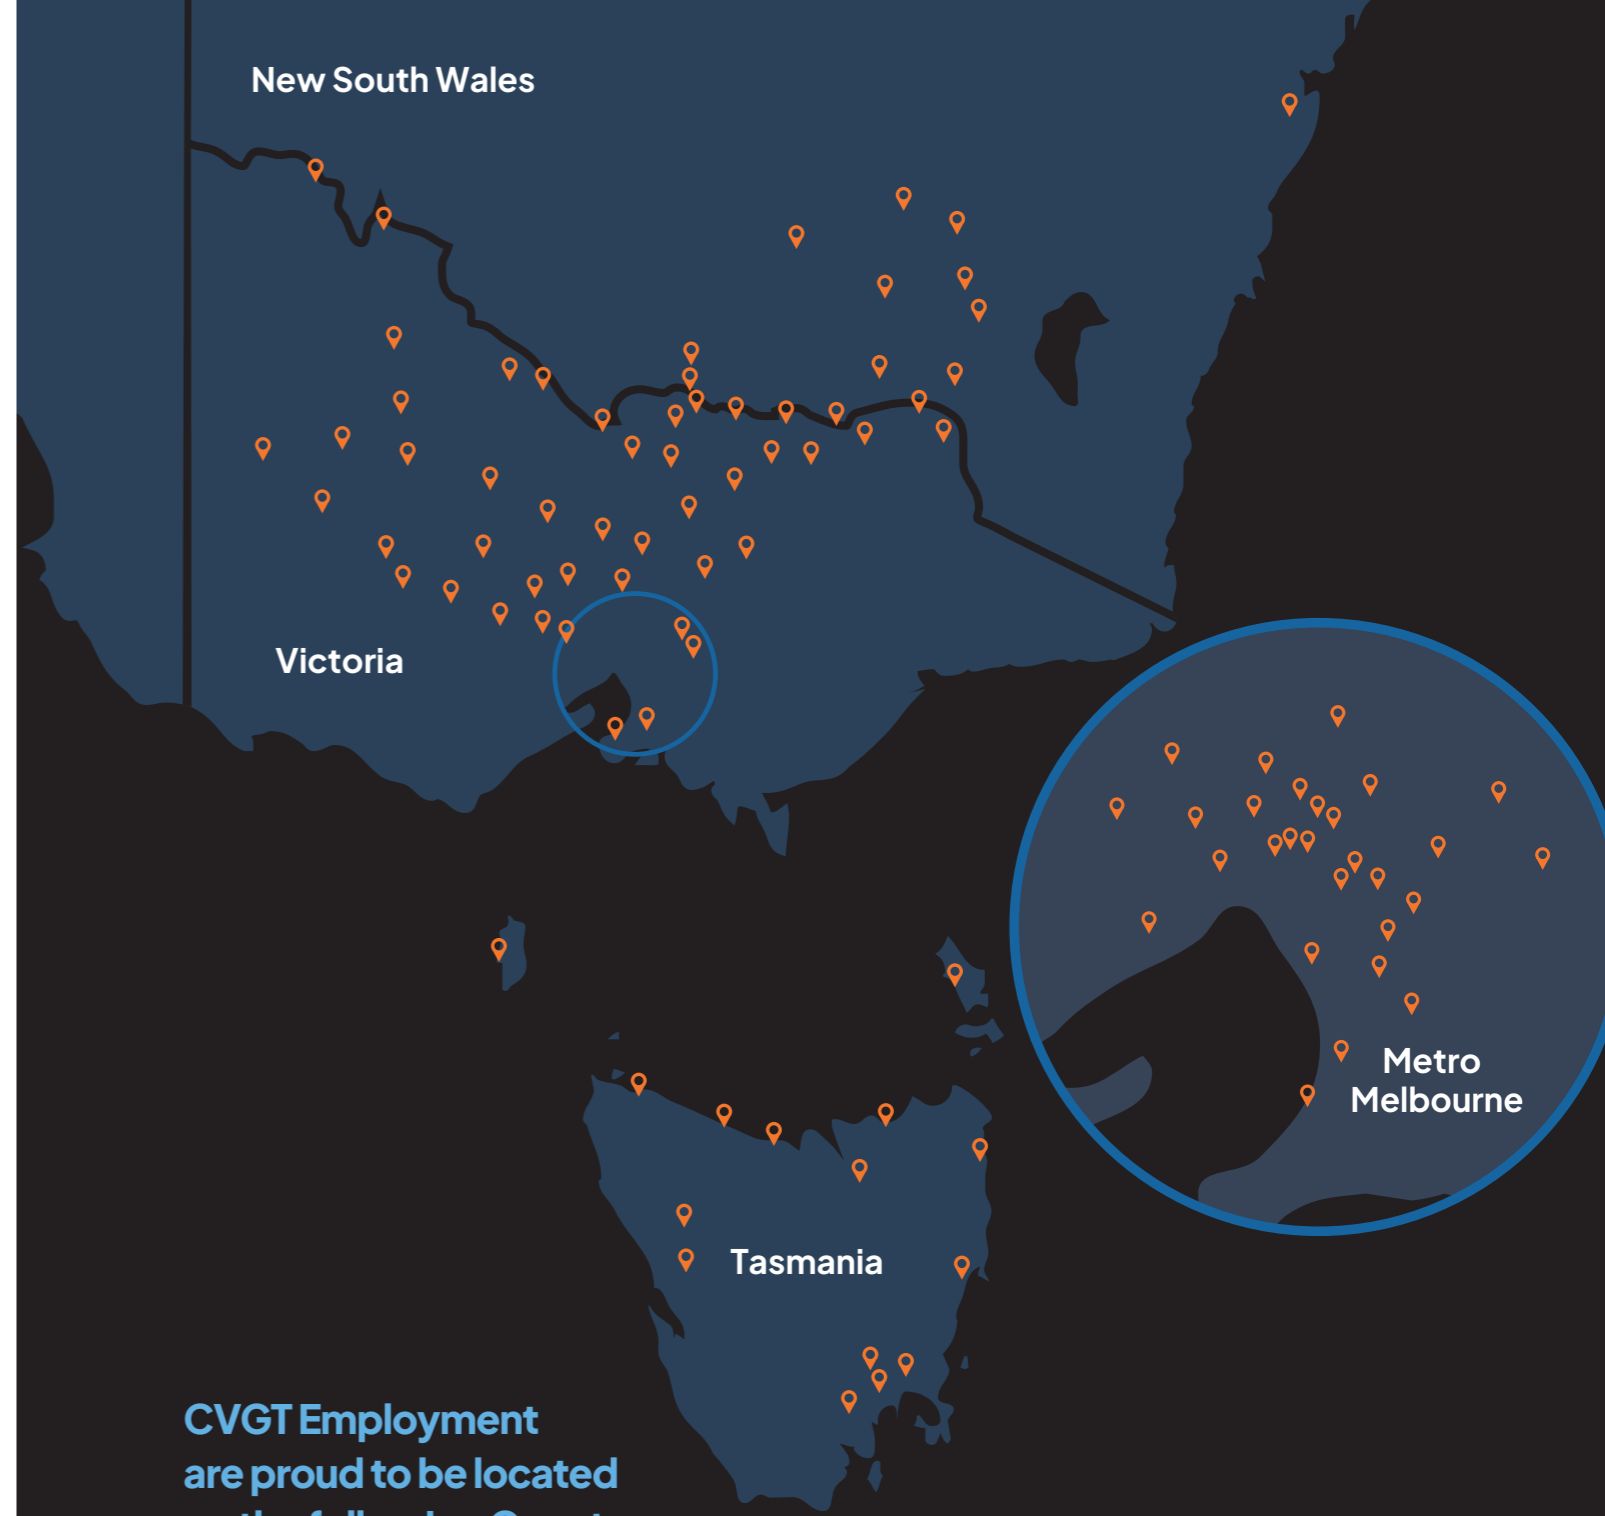 New South Wales
Victoria
Metro
Melbourne
Tasmania
CVGT Employment
are proud to be located